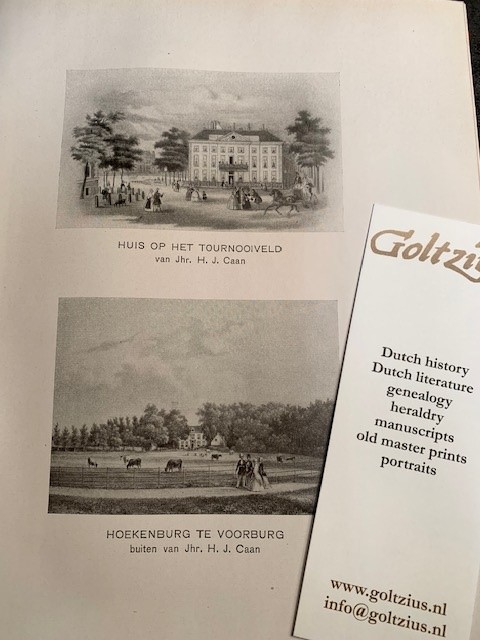 HUIS OP HET TOURNOOIVELD
van Jhr. H. J. Caan
HOEKENBURG TE VOORBURG
buiten van Jhr. H. J. Caan
Goltziu
Dutch history
Dutch literature
genealogy
heraldry
manuscripts
old master prints
portraits
www.goltzius.nl
info@goltzius.nl